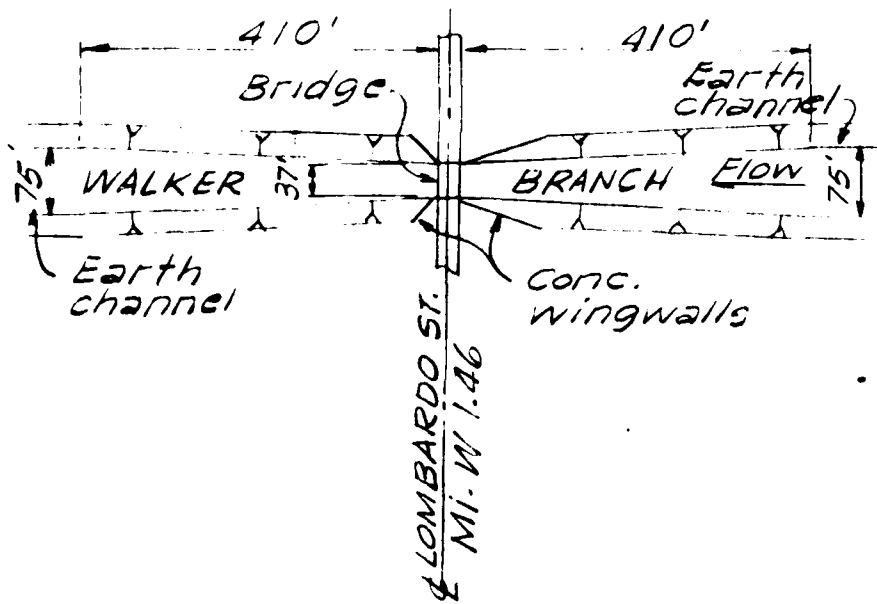 410'
410'
Bridge
Earth
channel
75'
WALKER
37'
BRANCH
Flow
75'
Earth
channel
Conc.
wingwalls
℄ LOMBARDO ST.
Mi. W 1.46